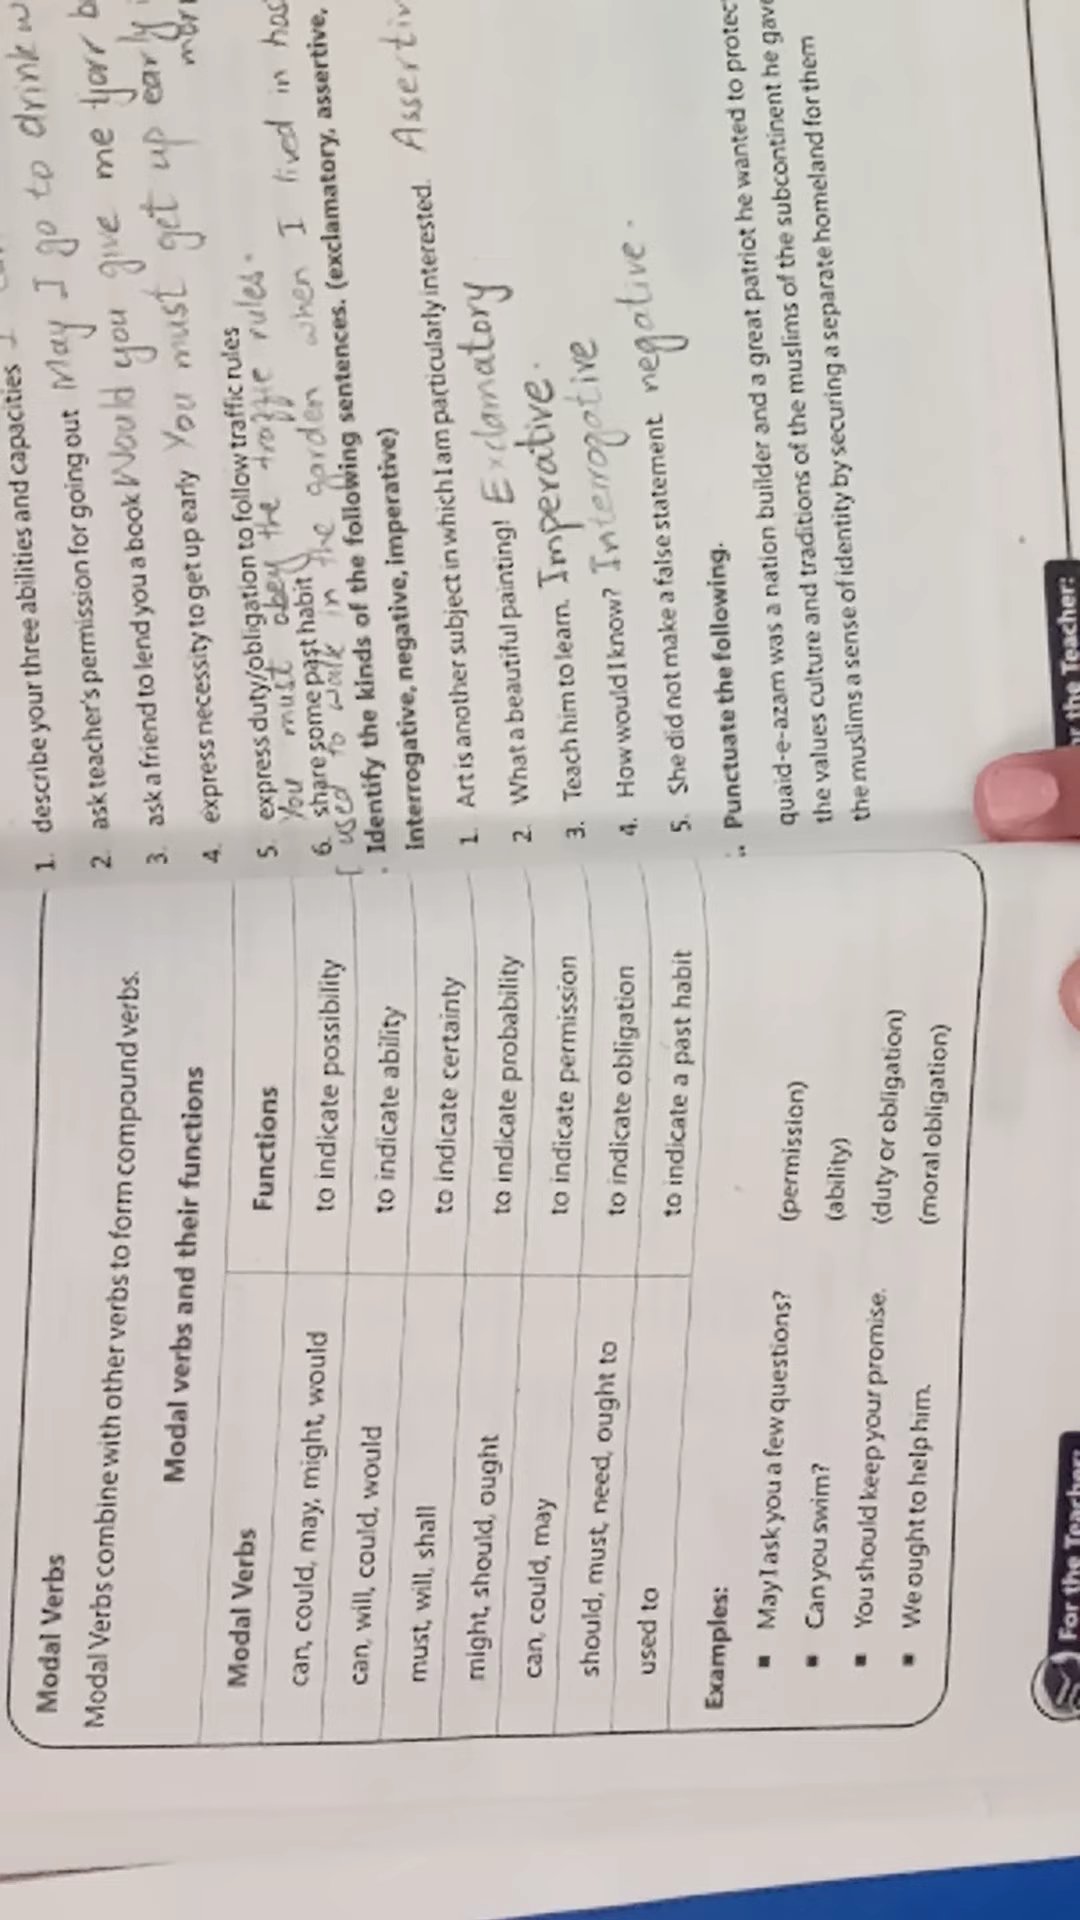 Modal Verbs
Modal Verbs combine with other verbs to form compound verbs.
Modal verbs and their functions
Modal Verbs Functions
can, could, may, might, would to indicate possibility
can, will, could, would to indicate ability
must, will, shall to indicate certainty
might, should, ought to indicate probability
can, could, may to indicate permission
should, must, need, ought to to indicate obligation
used to to indicate a past habit
Examples:
▪ May I ask you a few questions? (permission)
▪ Can you swim? (ability)
▪ You should keep your promise. (duty or obligation)
▪ We ought to help him. (moral obligation)
For the Teacher:
1. describe your three abilities and capacities I
2. ask teacher's permission for going out May I go to drink
3. ask a friend to lend you a book Would you give me
4. express necessity to get up early You must get up early
5. express duty/obligation to follow traffic rules
You must obey the traffic rules.
6. share some past habit
I used to walk in the garden when I lived in
Identify the kinds of the following sentences. (exclamatory, assertive,
Interrogative, negative, imperative)
1. Art is another subject in which I am particularly interested.
2. What a beautiful painting! Exclamatory
3. Teach him to learn. Imperative.
4. How would I know? Interrogative
5. She did not make a false statement negative.
Punctuate the following.
quaid-e-azam was a nation builder and a great patriot he wanted to
the values culture and traditions of the muslims of the subcontinent he gave
the muslims a sense of identity by securing a separate homeland for them
the Teacher: